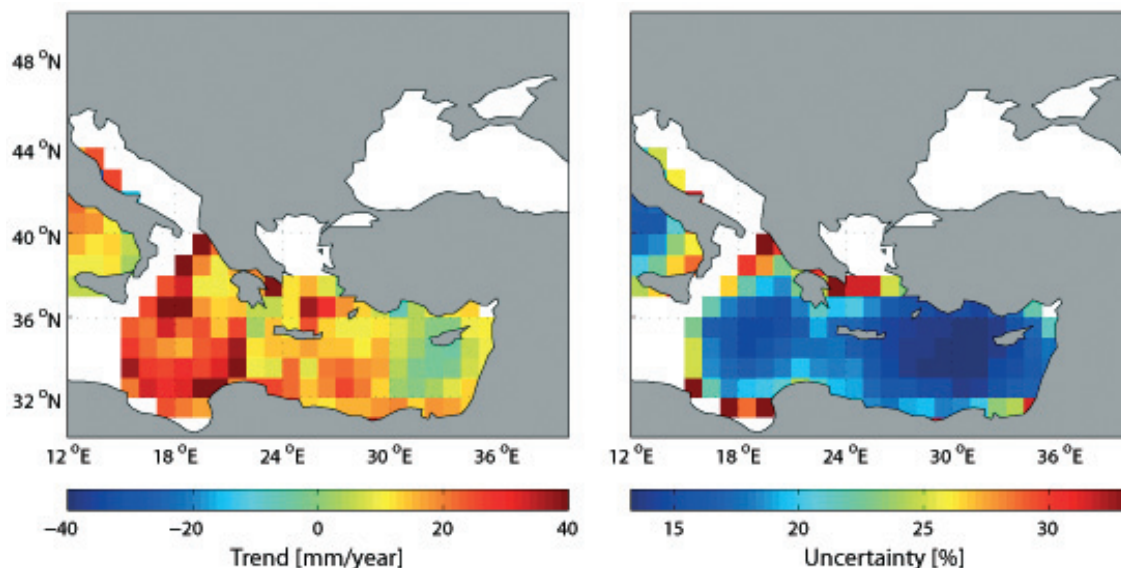 48 °N
44 °N
40 °N
36 °N
32 °N
12 °E 18 °E 24 °E 30 °E 36 °E
12 °E 18 °E 24 °E 30 °E 36 °E
−40 −20 0 20 40
15 20 25 30
Trend [mm/year]
Uncertainty [%]